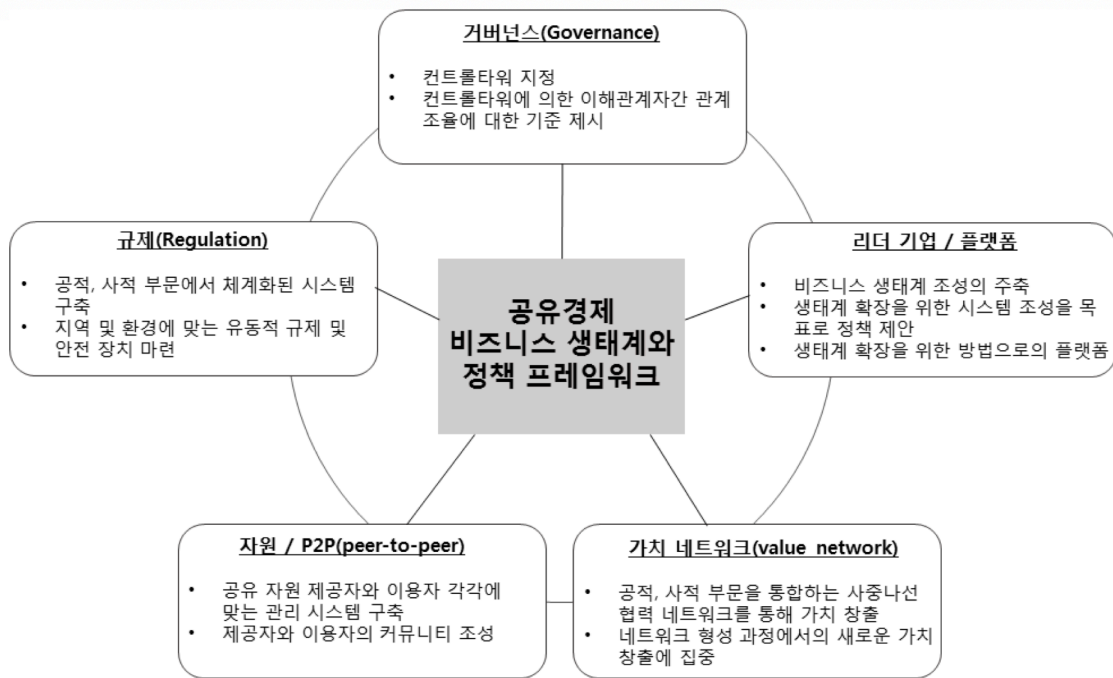 거버넌스(Governance)
• 컨트롤타워 지정
• 컨트롤타워에 의한 이해관계자간 관계
조율에 대한 기준 제시
규제(Regulation)
• 공적, 사적 부문에서 체계화된 시스템
구축
• 지역 및 환경에 맞는 유동적 규제 및
안전 장치 마련
리더 기업 / 플랫폼
• 비즈니스 생태계 조성의 주축
• 생태계 확장을 위한 시스템 조성을 목
표로 정책 제안
• 생태계 확장을 위한 방법으로의 플랫폼
공유경제
비즈니스 생태계와
정책 프레임워크
자원 / P2P(peer-to-peer)
• 공유 자원 제공자와 이용자 각각에
맞는 관리 시스템 구축
• 제공자와 이용자의 커뮤니티 조성
가치 네트워크(value network)
• 공적, 사적 부문을 통합하는 사중나선
협력 네트워크를 통해 가치 창출
• 네트워크 형성 과정에서의 새로운 가치
창출에 집중